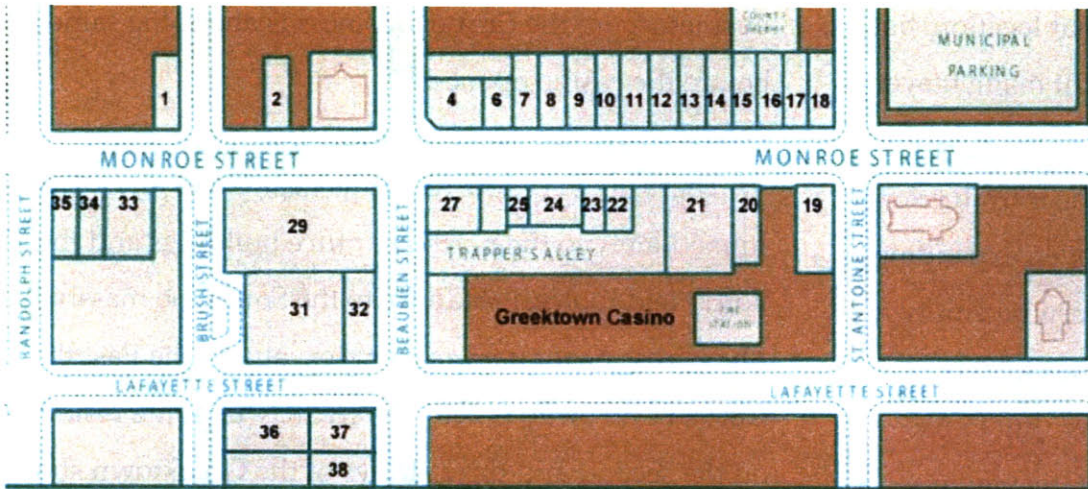 COUNTY
MUNICIPAL
PARKING
1
2
4 6 7 8 9 10 11 12 13 14 15 16 17 18
MONROE STREET
MONROE STREET
35 34 33
29
27 25 24 23 22 21 20 19
TRAPPER'S ALLEY
RANDOLPH STREET
BRUSH STREET
BEAUBIEN STREET
ST ANTOINE STREET
31 32
Greektown Casino
FIRE
STATION
LAFAYETTE STREET
LAFAYETTE STREET
36 37
38